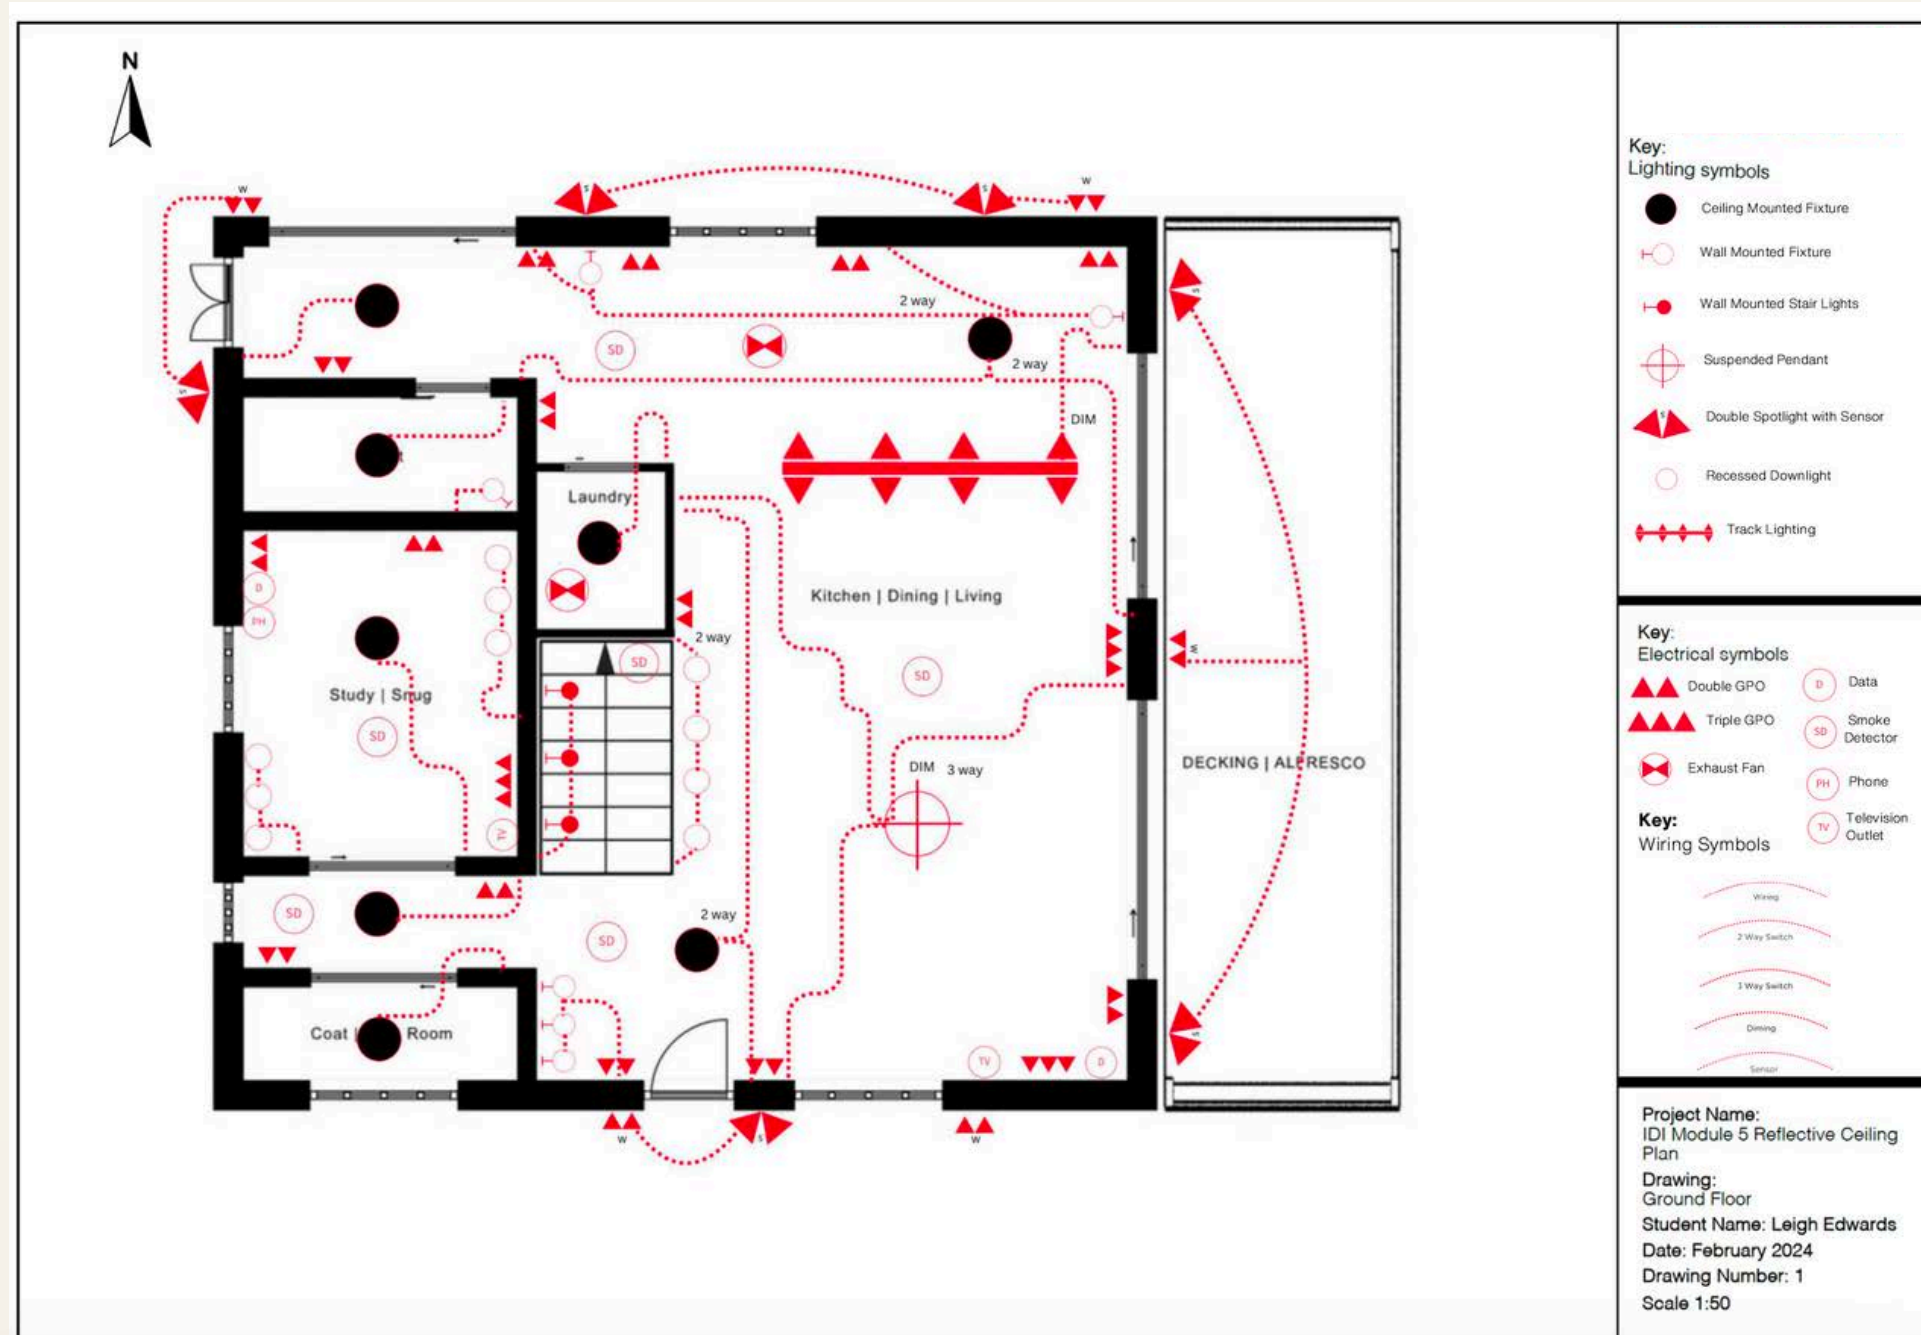 N
W
S
S
W
2 way
SD
2 way
S
S
DIM
Laundry
D
PH
Kitchen | Dining | Living
2 way
SD
SD
W
Study | Snug
SD
DECKING | ALFRESCO
DIM 3 way
TV
SD
2 way
SD
Coat | Room
TV
D
S
W
S
W
Key:
Lighting symbols
Ceiling Mounted Fixture
Wall Mounted Fixture
Wall Mounted Stair Lights
Suspended Pendant
S
Double Spotlight with Sensor
Recessed Downlight
Track Lighting
Key:
Electrical symbols
Double GPO
D Data
Triple GPO
SD Smoke
Detector
Exhaust Fan
PH Phone
TV Television
Outlet
Key:
Wiring Symbols
Wiring
2 Way Switch
3 Way Switch
Diming
Sensor
Project Name:
IDI Module 5 Reflective Ceiling
Plan
Drawing:
Ground Floor
Student Name: Leigh Edwards
Date: February 2024
Drawing Number: 1
Scale 1:50